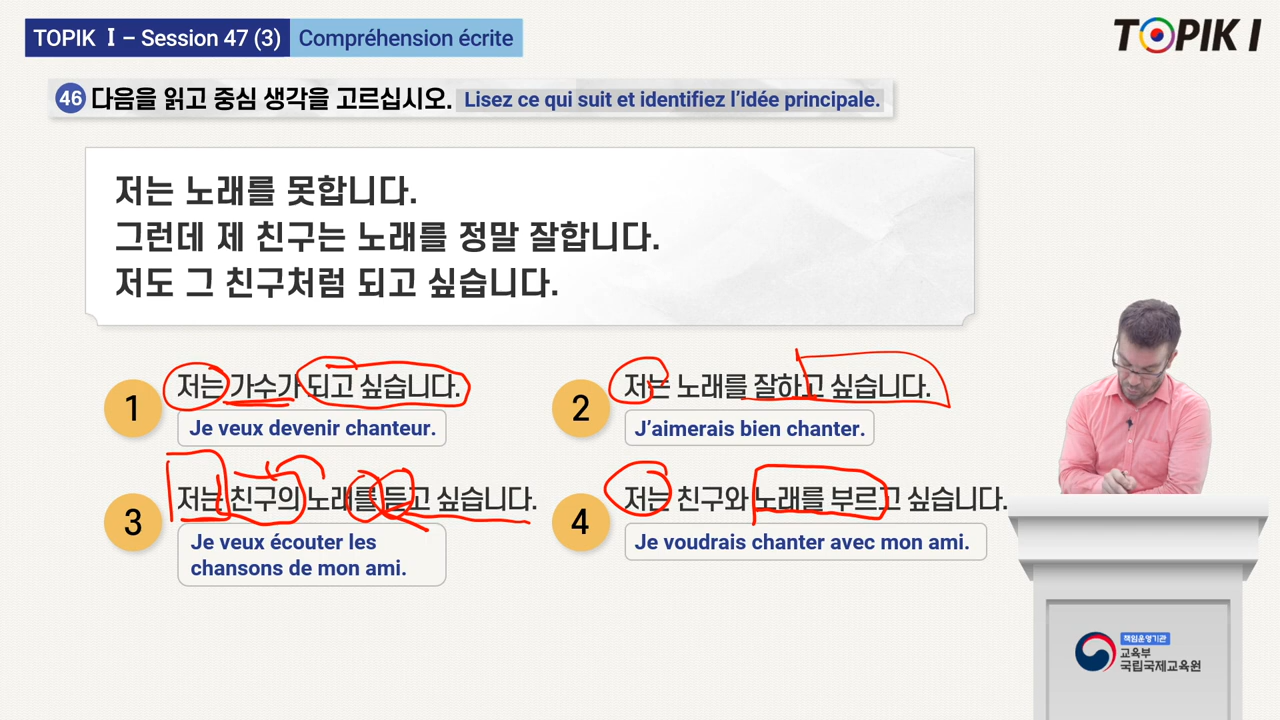 TOPIK Ⅰ – Session 47 (3) Compréhension écrite
TOPIK I
46 다음을 읽고 중심 생각을 고르십시오. Lisez ce qui suit et identifiez l'idée principale.
저는 노래를 못합니다.
그런데 제 친구는 노래를 정말 잘합니다.
저도 그 친구처럼 되고 싶습니다.
1 저는 가수가 되고 싶습니다.
Je veux devenir chanteur.
2 저는 노래를 잘하고 싶습니다.
J'aimerais bien chanter.
3 저는 친구의 노래를 듣고 싶습니다.
Je veux écouter les
chansons de mon ami.
4 저는 친구와 노래를 부르고 싶습니다.
Je voudrais chanter avec mon ami.
책임운영기관
교육부
국립국제교육원